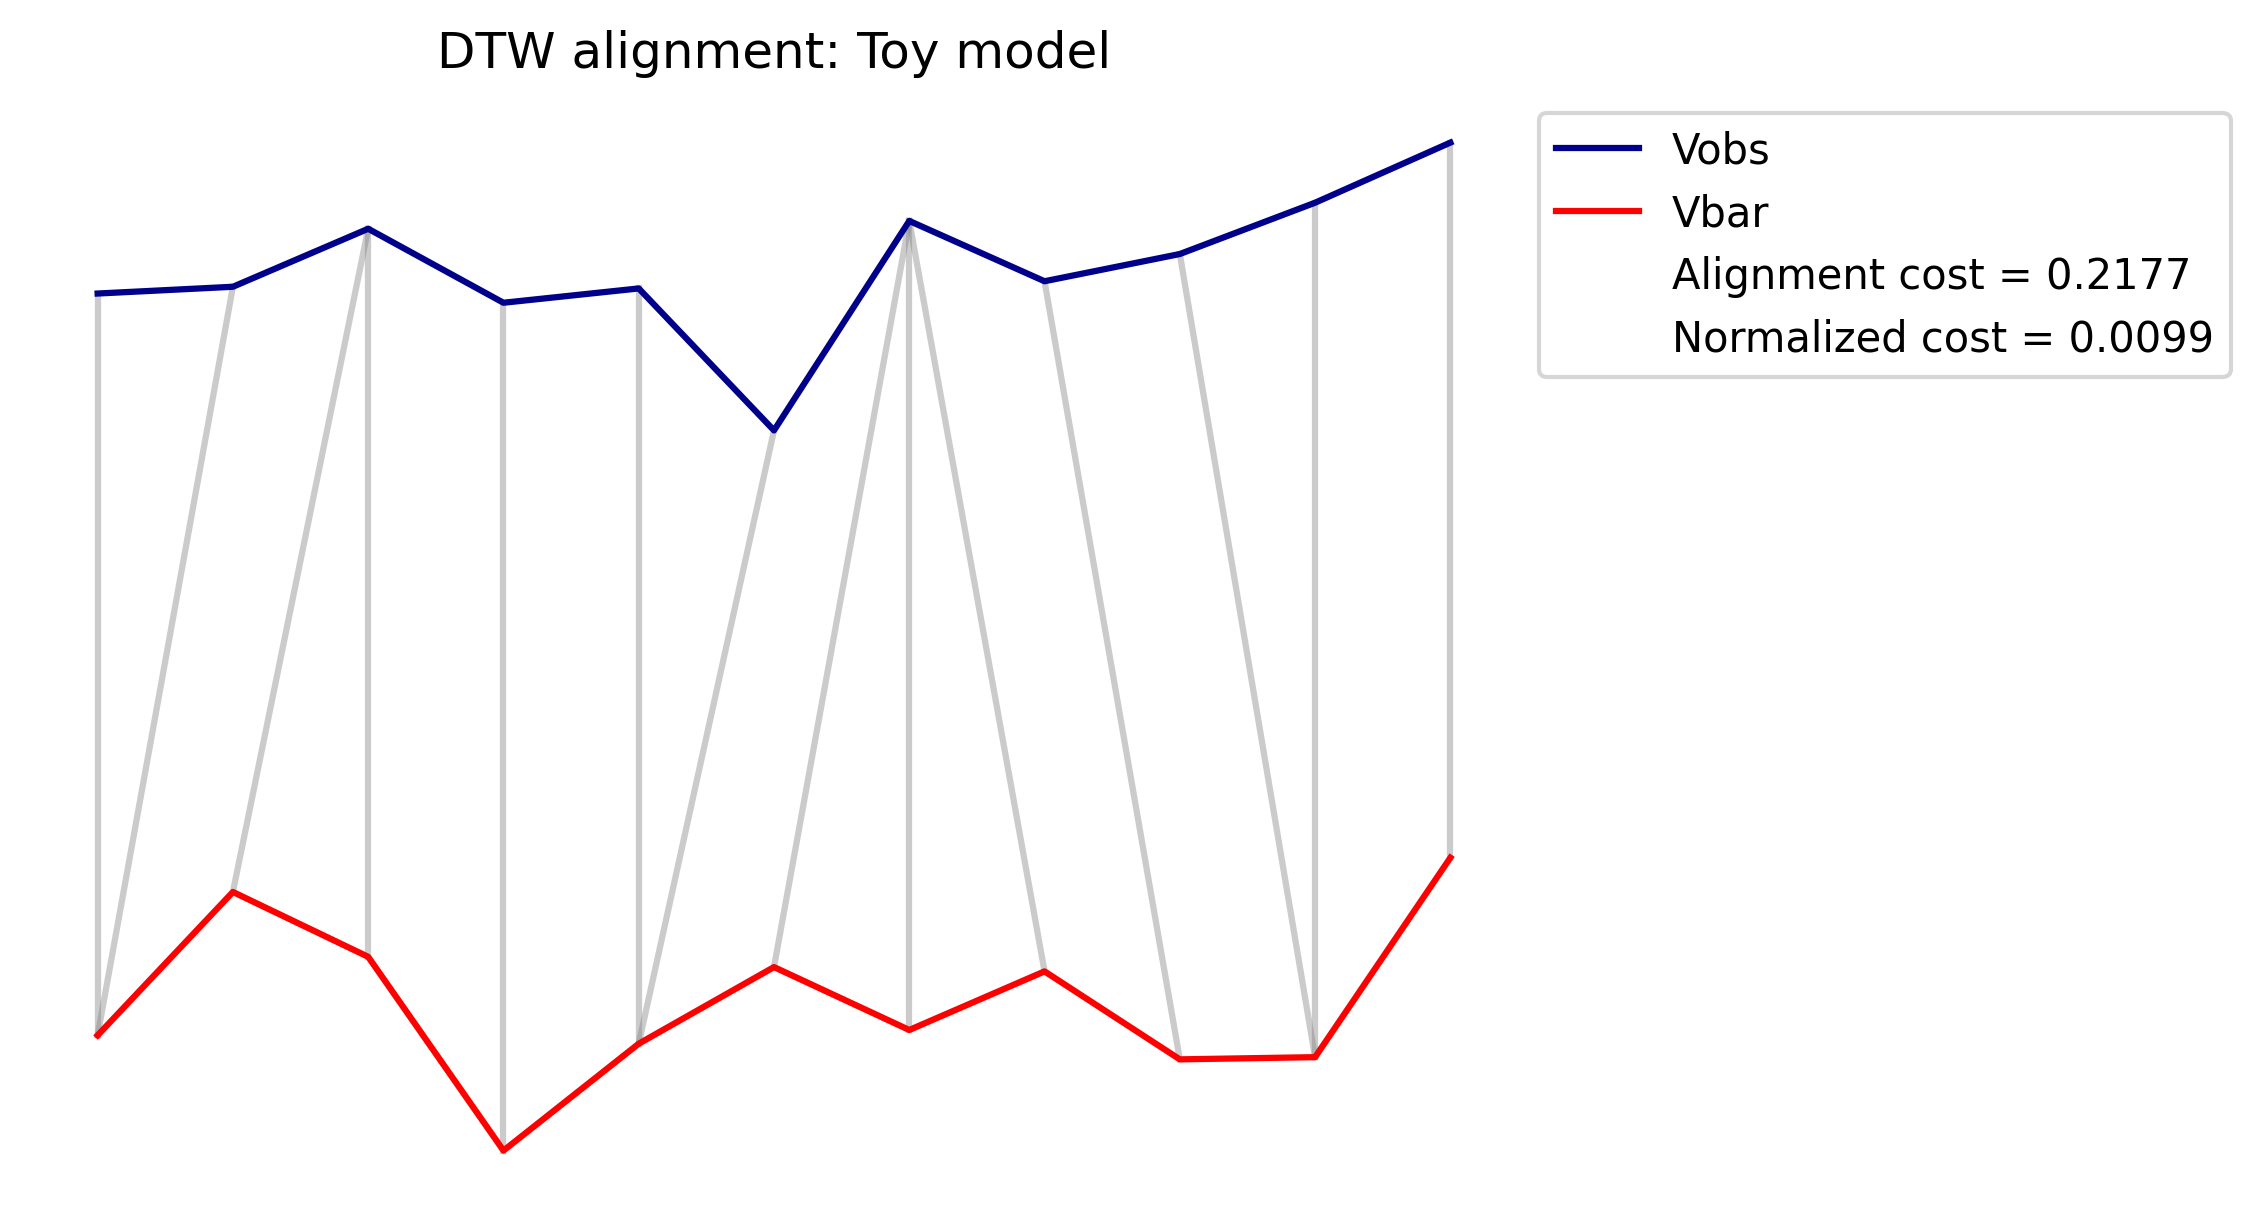 DTW alignment: Toy model
Vobs
Vbar
Alignment cost = 0.2177
Normalized cost = 0.0099